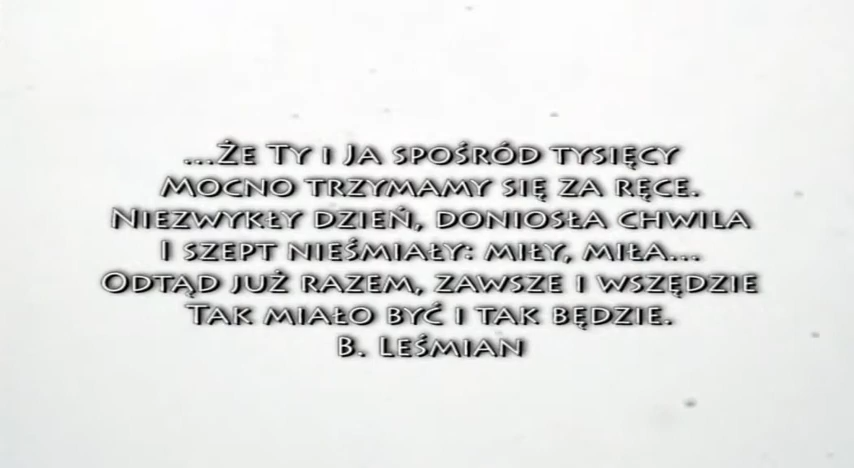 ...Że Ty i Ja spośród tysięcy
Mocno trzymamy się za ręce.
Niezwykły dzień, doniosła chwila
I szept nieśmiały: miły, miła...
Odtąd już razem, zawsze i wszędzie
Tak miało być i tak będzie.
B. Leśmian